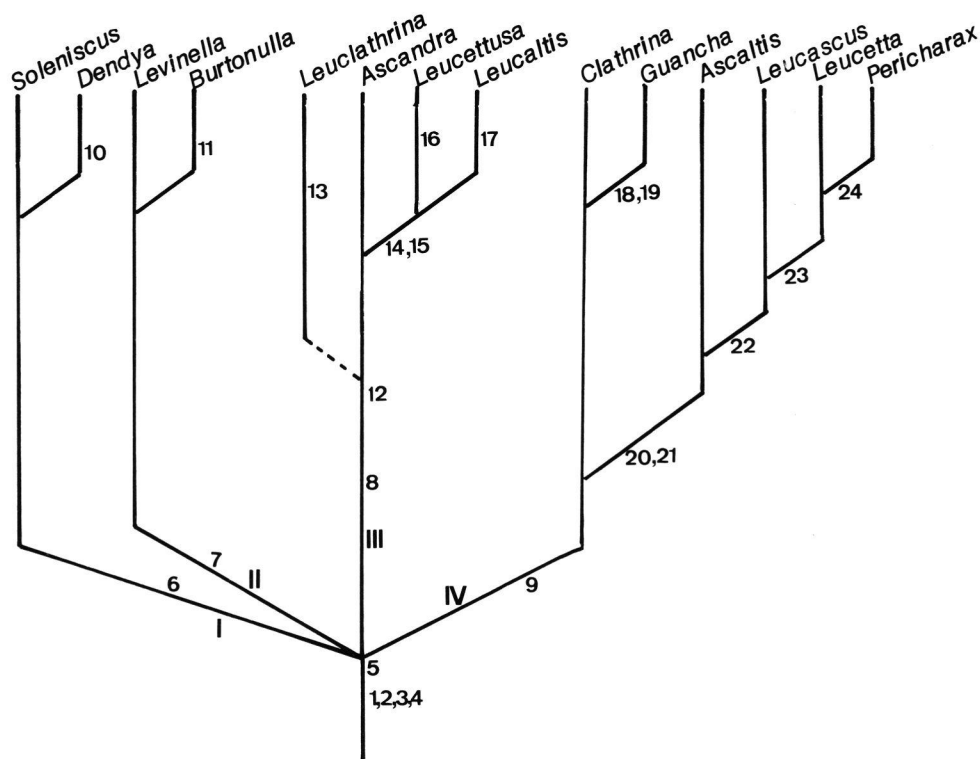 Soleniscus
Dendya
Levinella
Burtonulla
Leuclathrina
Ascandra
Leucettusa
Leucaltis
Clathrina
Guancha
Ascaltis
Leucascus
Leucetta
Pericharax
10
11
13
16
17
14,15
18,19
24
23
22
12
20,21
8
III
7
II
6
I
IV
9
5
1,2,3,4